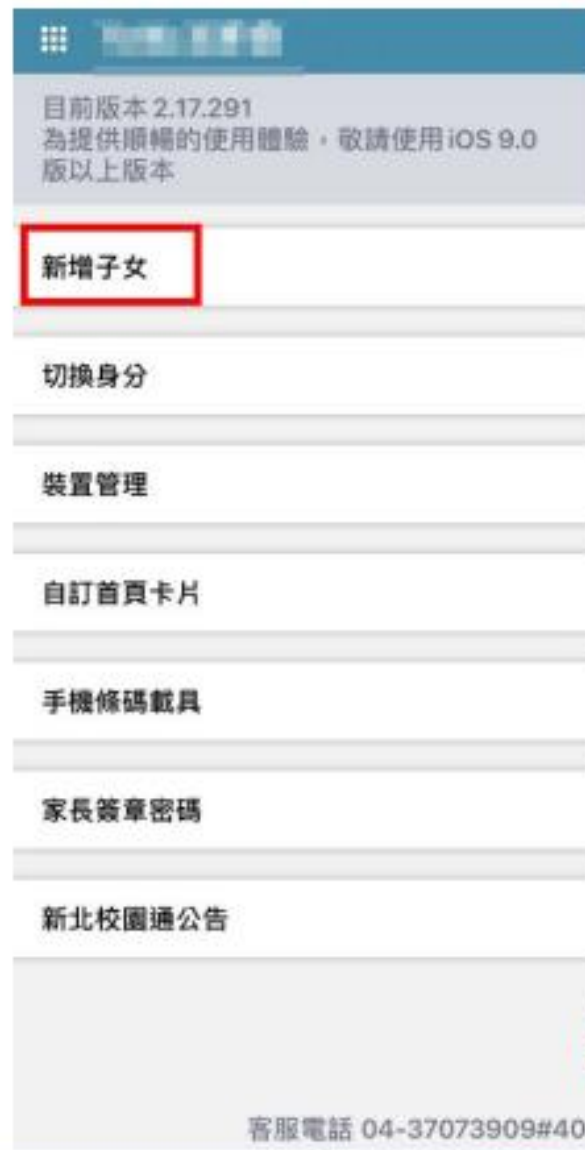 目前版本 2.17.291
為提供順暢的使用體驗,敬請使用 iOS 9.0
版以上版本
新增子女
切換身分
裝置管理
自訂首頁卡片
手機條碼載具
家長簽章密碼
新北校園通公告
客服電話 04-37073909#40